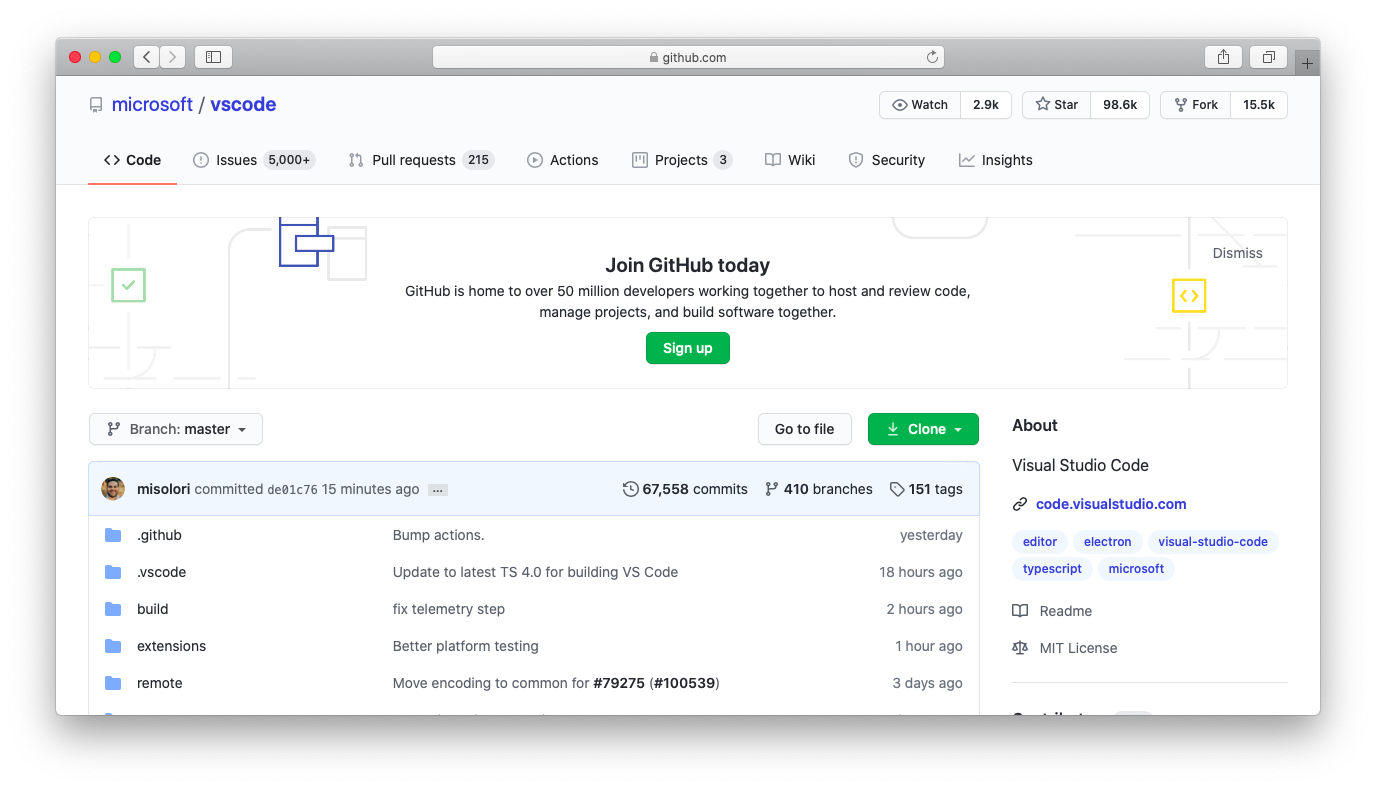 github.com
microsoft / vscode
Watch 2.9k Star 98.6k Fork 15.5k
Code Issues 5,000+ Pull requests 215 Actions Projects 3 Wiki Security Insights
Dismiss
Join GitHub today
GitHub is home to over 50 million developers working together to host and review code,
manage projects, and build software together.
Sign up
Branch: master Go to file Clone
misolori committed de01c76 15 minutes ago ... 67,558 commits 410 branches 151 tags
.github Bump actions. yesterday
.vscode Update to latest TS 4.0 for building VS Code 18 hours ago
build fix telemetry step 2 hours ago
extensions Better platform testing 1 hour ago
remote Move encoding to common for #79275 (#100539) 3 days ago
About
Visual Studio Code
code.visualstudio.com
editor electron visual-studio-code
typescript microsoft
Readme
MIT License